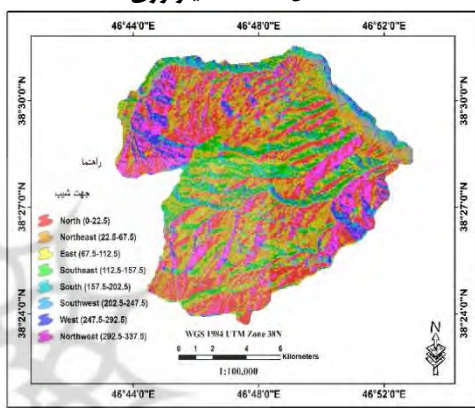 46°44'0"E 46°48'0"E 46°52'0"E
38°30'0"N 38°30'0"N
راهنما
جهت شیب
38°27'0"N 38°27'0"N
North (0-22.5)
Northeast (22.5-67.5)
East (67.5-112.5)
Southeast (112.5-157.5)
South (157.5-202.5)
Southwest (202.5-247.5)
West (247.5-292.5)
Northwest (292.5-337.5)
38°24'0"N 38°24'0"N
WGS 1984 UTM Zone 38N
0 1 2 4 6
Kilometers
1:100,000
N
46°44'0"E 46°48'0"E 46°52'0"E